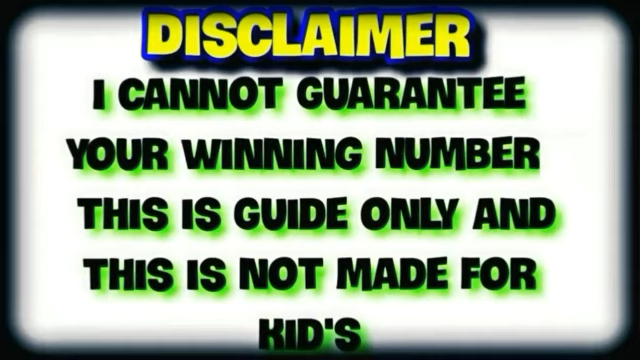 DISCLAIMER
I CANNOT GUARANTEE
YOUR WINNING NUMBER
THIS IS GUIDE ONLY AND
THIS IS NOT MADE FOR
KID'S